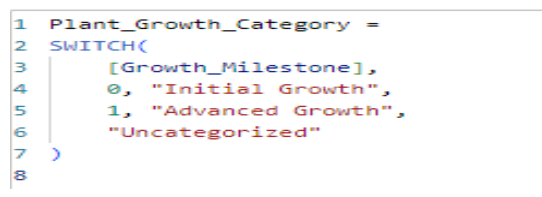 1 Plant_Growth_Category =
2 SWITCH(
3 [Growth_Milestone],
4 0, "Initial Growth",
5 1, "Advanced Growth",
6 "Uncategorized"
7 )
8